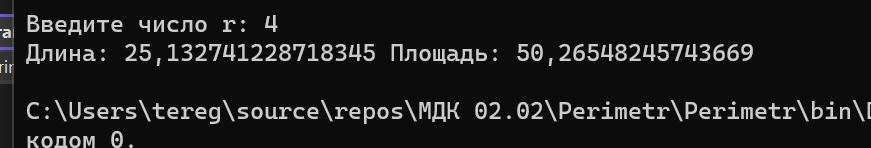 Введите число r: 4
Длина: 25,132741228718345 Площадь: 50,26548245743669
C:\Users\tereg\source\repos\МДК 02.02\Perimetr\Perimetr\bin\
кодом 0.